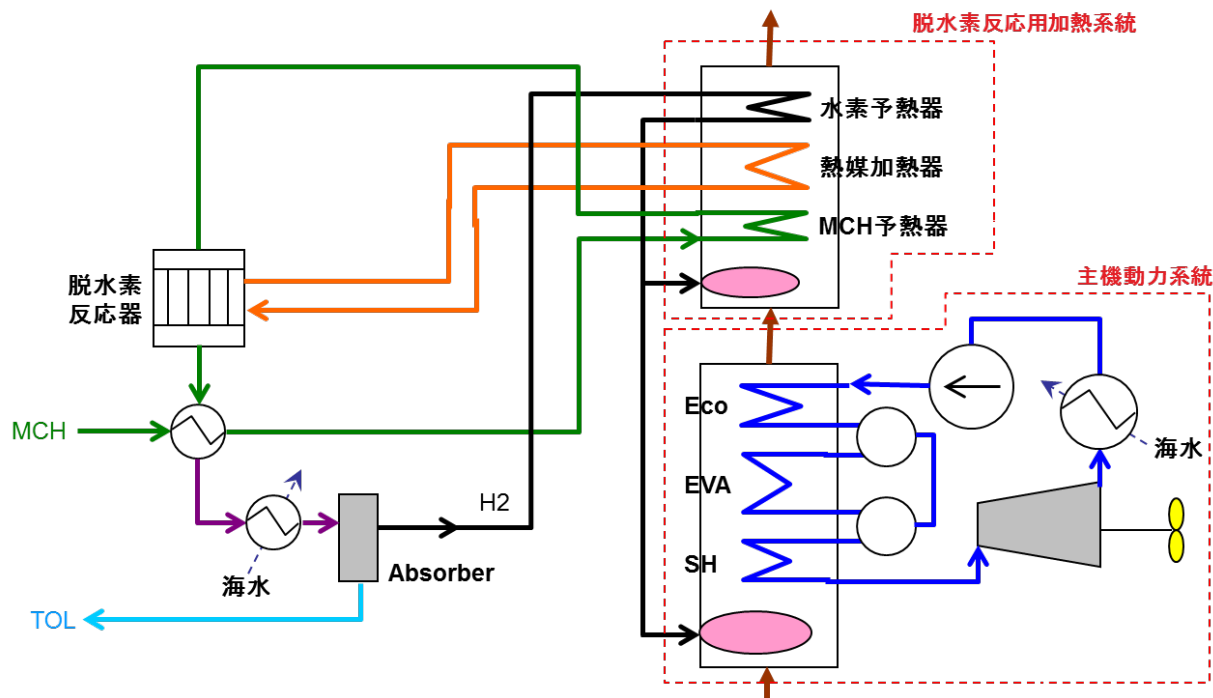 脱水素反応用加熱系統
水素予熱器
熱媒加熱器
MCH予熱器
脱水素
反応器
主機動力系統
Eco
MCH
海水
EVA
H2
SH
Absorber
海水
TOL